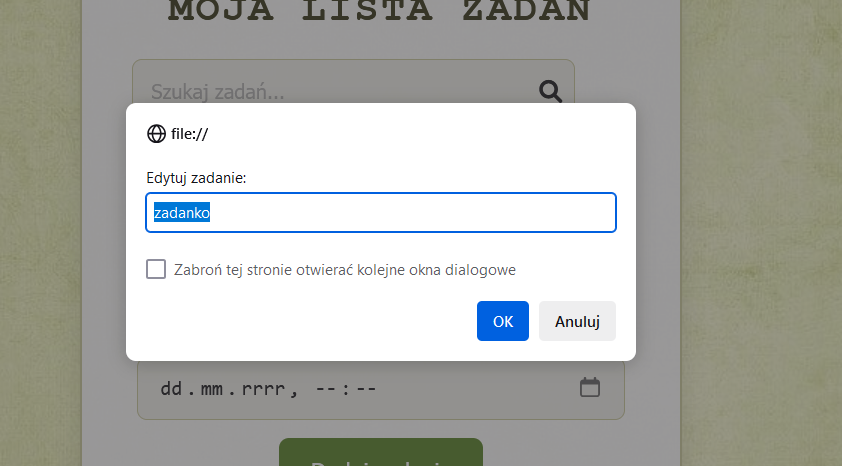 MOJA LISTA ZADAŃ
Szukaj zadań...
file://
Edytuj zadanie:
zadanko
Zabroń tej stronie otwierać kolejne okna dialogowe
OK
Anuluj
dd.mm.rrrr, --:--